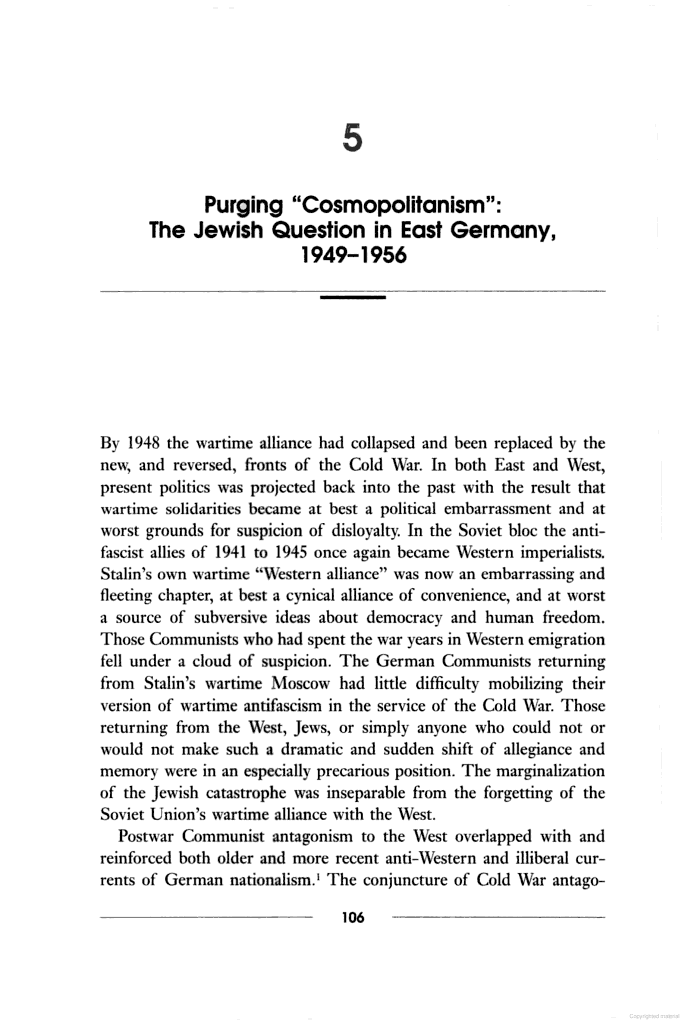 5
Purging “Cosmopolitanism”:
The Jewish Question in East Germany,
1949–1956
By 1948 the wartime alliance had collapsed and been replaced by the
new, and reversed, fronts of the Cold War. In both East and West,
present politics was projected back into the past with the result that
wartime solidarities became at best a political embarrassment and at
worst grounds for suspicion of disloyalty. In the Soviet bloc the anti-
fascist allies of 1941 to 1945 once again became Western imperialists.
Stalin’s own wartime “Western alliance” was now an embarrassing and
fleeting chapter, at best a cynical alliance of convenience, and at worst
a source of subversive ideas about democracy and human freedom.
Those Communists who had spent the war years in Western emigration
fell under a cloud of suspicion. The German Communists returning
from Stalin’s wartime Moscow had little difficulty mobilizing their
version of wartime antifascism in the service of the Cold War. Those
returning from the West, Jews, or simply anyone who could not or
would not make such a dramatic and sudden shift of allegiance and
memory were in an especially precarious position. The marginalization
of the Jewish catastrophe was inseparable from the forgetting of the
Soviet Union’s wartime alliance with the West.
Postwar Communist antagonism to the West overlapped with and
reinforced both older and more recent anti-Western and illiberal cur-
rents of German nationalism.¹ The conjuncture of Cold War antago-
106
Copyrighted material